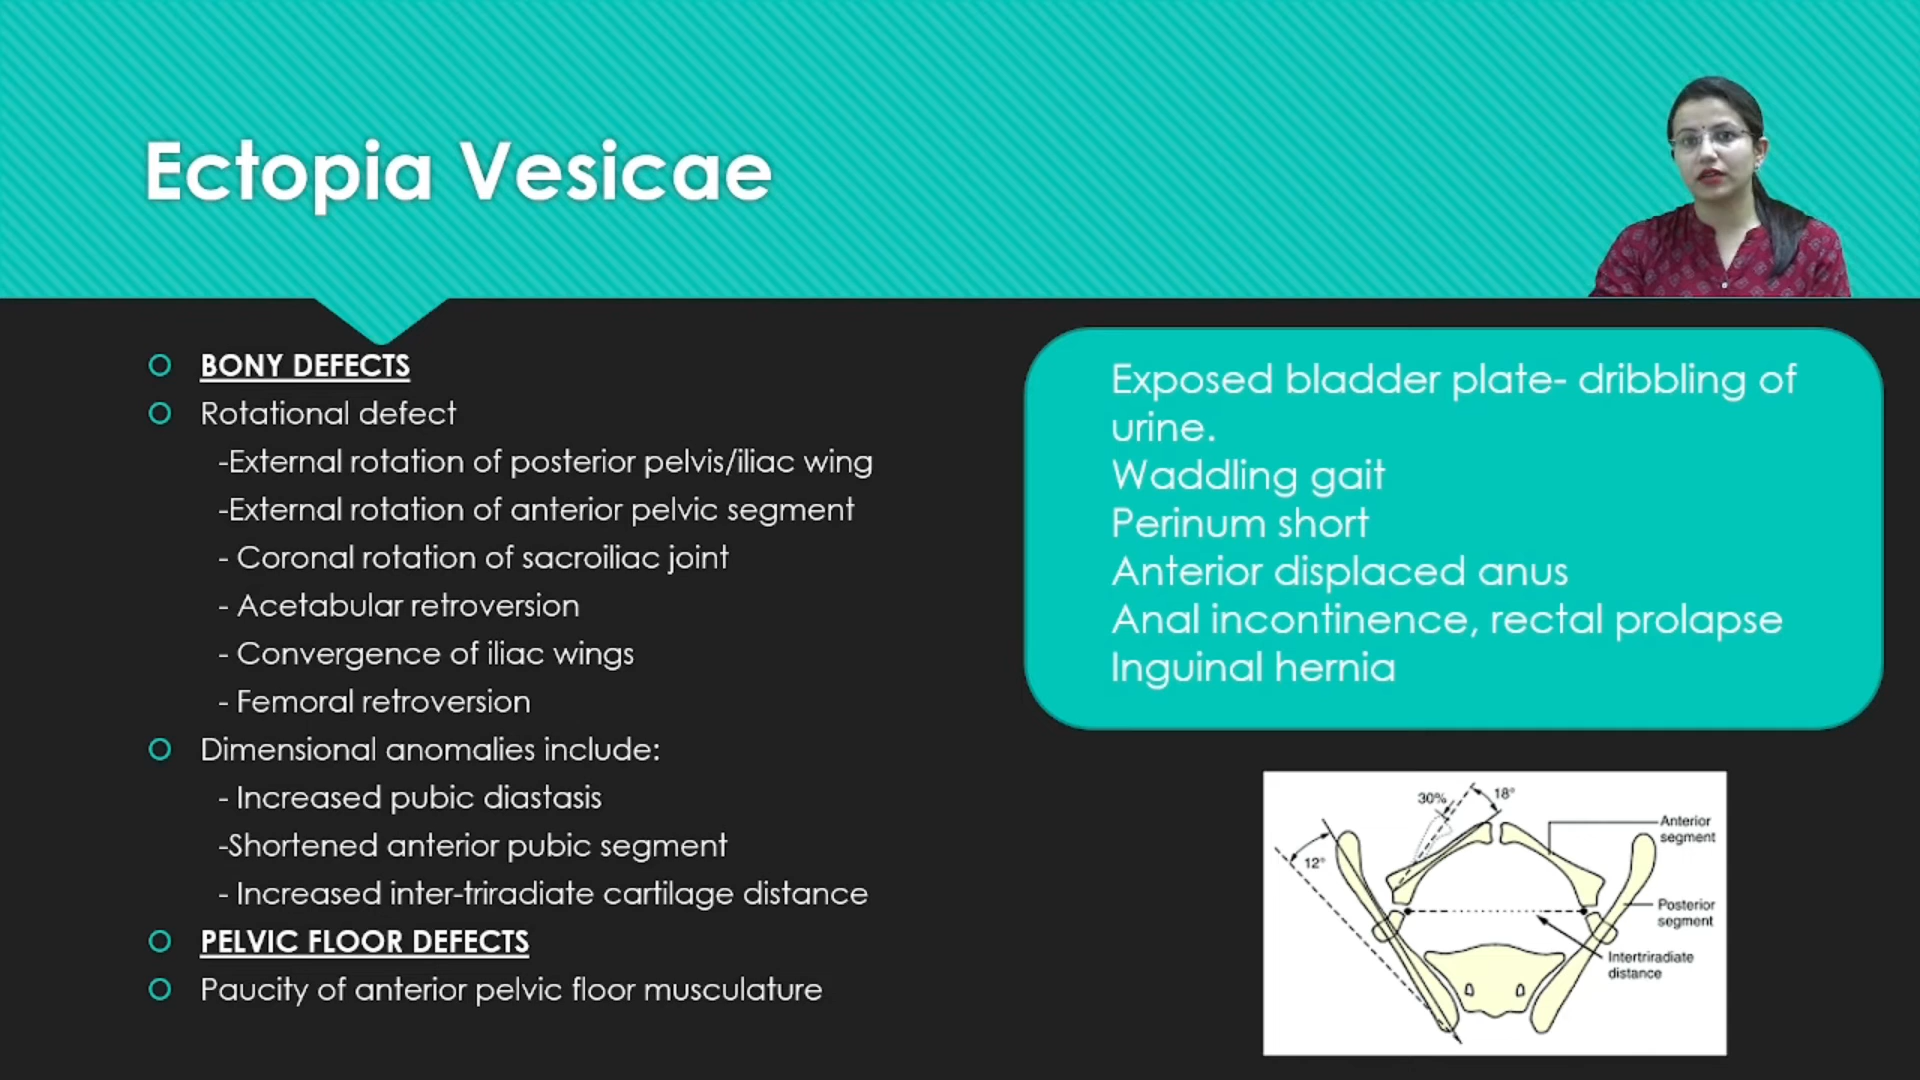 Ectopia Vesicae
BONY DEFECTS
Rotational defect
-External rotation of posterior pelvis/iliac wing
-External rotation of anterior pelvic segment
- Coronal rotation of sacroiliac joint
- Acetabular retroversion
- Convergence of iliac wings
- Femoral retroversion
Dimensional anomalies include:
- Increased pubic diastasis
-Shortened anterior pubic segment
- Increased inter-triradiate cartilage distance
PELVIC FLOOR DEFECTS
Paucity of anterior pelvic floor musculature
Exposed bladder plate- dribbling of
urine.
Waddling gait
Perinum short
Anterior displaced anus
Anal incontinence, rectal prolapse
Inguinal hernia
30%
18°
12°
Anterior
segment
Posterior
segment
Intertriradiate
distance